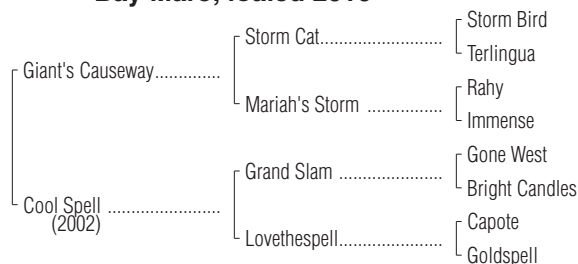 Bay Mare; foaled
Storm Bird
Storm Cat..........................
Terlingua
Giant's Causeway..............
Rahy
Mariah's Storm ................
Immense
Gone West
Grand Slam ......................
Bright Candles
Cool Spell ........................
(2002)
Capote
Lovethespell......................
Goldspell